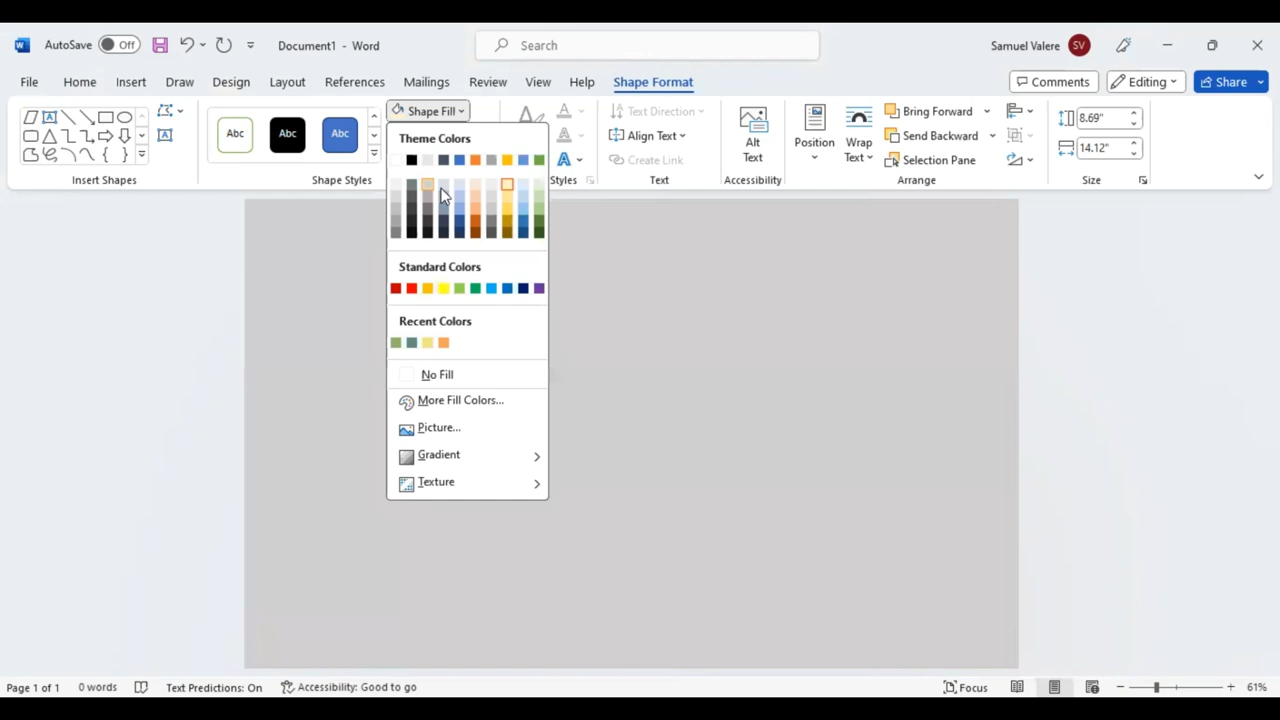 AutoSave Off Document1 - Word Search Samuel Valere SV
File Home Insert Draw Design Layout References Mailings Review View Help Shape Format Comments Editing Share
Abc Abc Abc Shape Fill Text Direction Bring Forward 8.69"
Align Text Alt Text Position Wrap Text Send Backward 14.12"
Create Link Selection Pane
Insert Shapes Shape Styles Styles Text Accessibility Arrange Size
Theme Colors
Standard Colors
Recent Colors
No Fill
More Fill Colors...
Picture...
Gradient
Texture
Page 1 of 1 0 words Text Predictions: On Accessibility: Good to go Focus 61%